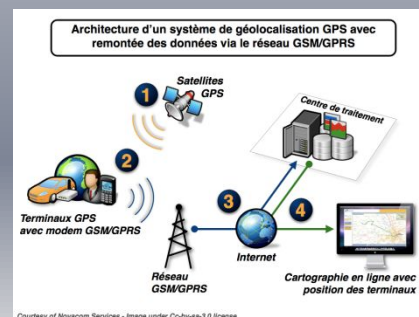 Architecture d'un système de géolocalisation GPS avec
remontée des données via le réseau GSM/GPRS
1
Satellites
GPS
Centre de traitement
2
3
4
Terminaux GPS
avec modem GSM/GPRS
Internet
Réseau
GSM/GPRS
Cartographie en ligne avec
position des terminaux
Courtesy of Novacom Services - Image under Cc-by-sa-3.0 license